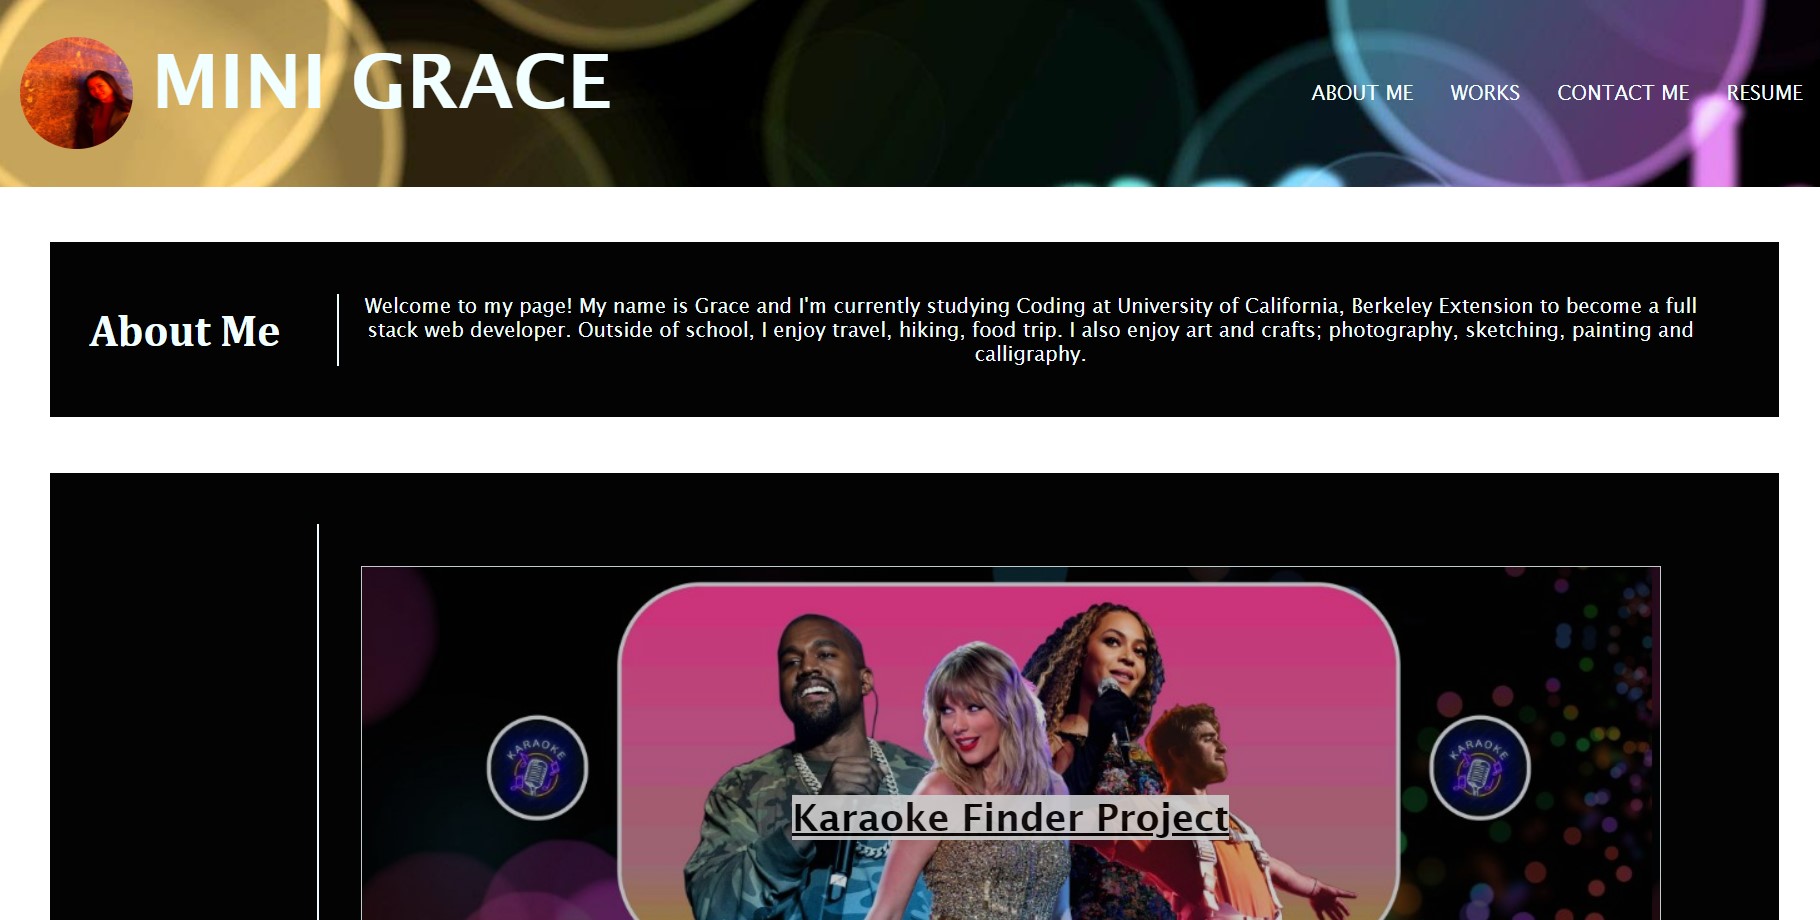 MINI GRACE
ABOUT ME WORKS CONTACT ME RESUME
About Me
Welcome to my page! My name is Grace and I'm currently studying Coding at University of California, Berkeley Extension to become a full
stack web developer. Outside of school, I enjoy travel, hiking, food trip. I also enjoy art and crafts; photography, sketching, painting and
calligraphy.
KARAOKE
KARAOKE
Karaoke Finder Project